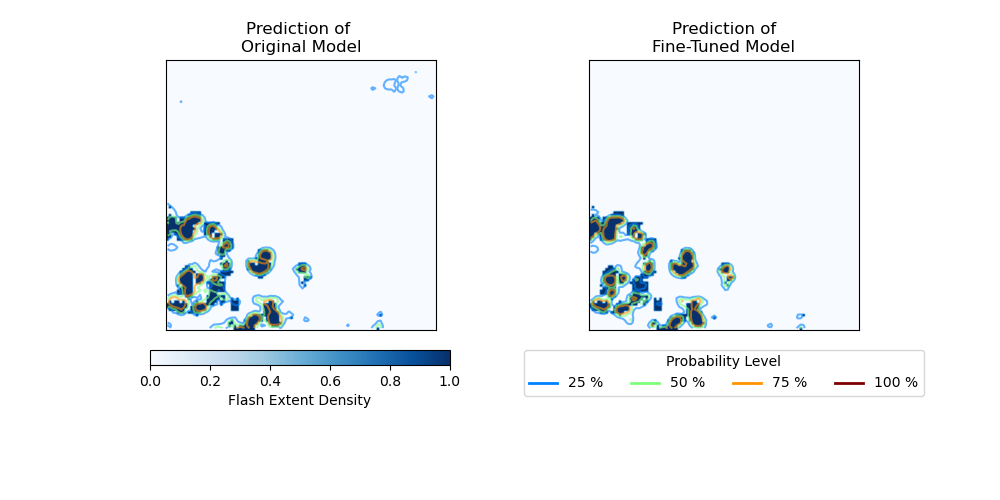 Prediction of
Original Model
Prediction of
Fine-Tuned Model
0.0 0.2 0.4 0.6 0.8 1.0
Flash Extent Density
Probability Level
25 % 50 % 75 % 100 %